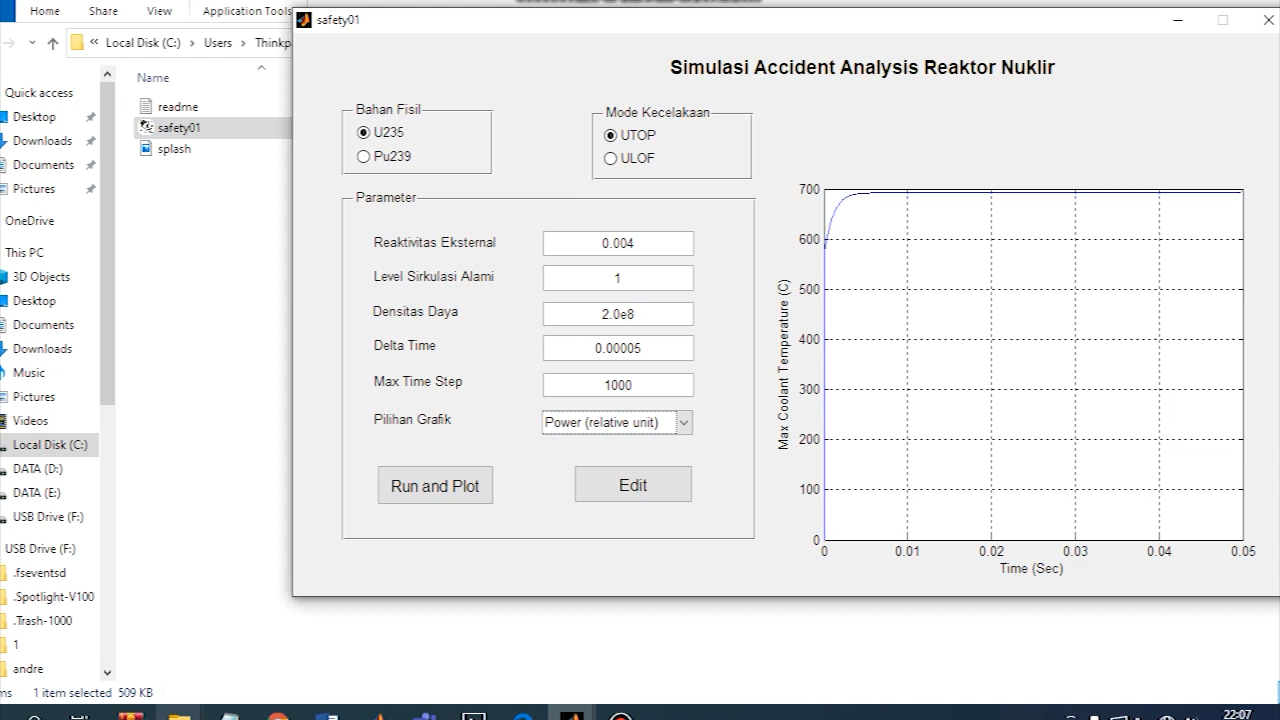 Home Share View Application Tools
safety01
Local Disk (C:) Users Thinkp
Name
readme
safety01
splash
Quick access
Desktop
Downloads
Documents
Pictures
OneDrive
This PC
3D Objects
Desktop
Documents
Downloads
Music
Pictures
Videos
Local Disk (C:)
DATA (D:)
DATA (E:)
USB Drive (F:)
USB Drive (F:)
.fseventsd
.Spotlight-V100
.Trash-1000
1
andre
1 item selected 509 KB
Simulasi Accident Analysis Reaktor Nuklir
Bahan Fisil
U235
Pu239
Mode Kecelakaan
UTOP
ULOF
Parameter
Reaktivitas Eksternal 0.004
Level Sirkulasi Alami 1
Densitas Daya 2.0e8
Delta Time 0.00005
Max Time Step 1000
Pilihan Grafik Power (relative unit)
Run and Plot Edit
Max Coolant Temperature (C)
700
600
500
400
300
200
100
0
0 0.01 0.02 0.03 0.04 0.05
Time (Sec)
22:07